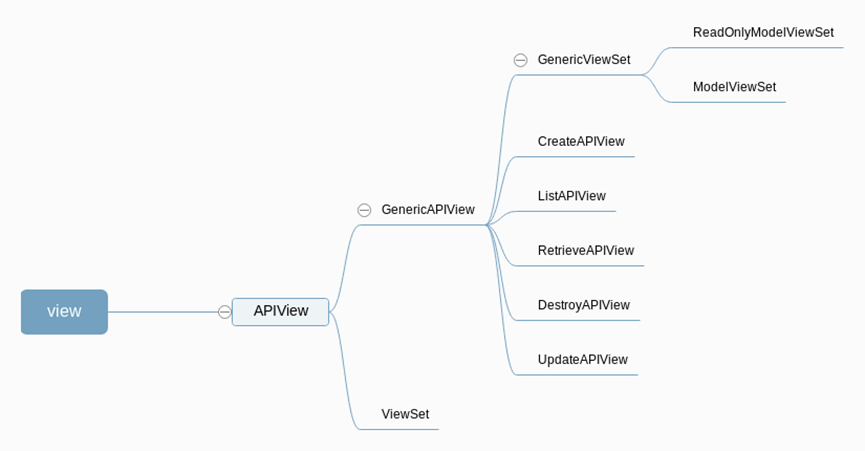 ReadOnlyModelViewSet
GenericViewSet
ModelViewSet
CreateAPIView
ListAPIView
GenericAPIView
RetrieveAPIView
DestroyAPIView
view
APIView
UpdateAPIView
ViewSet